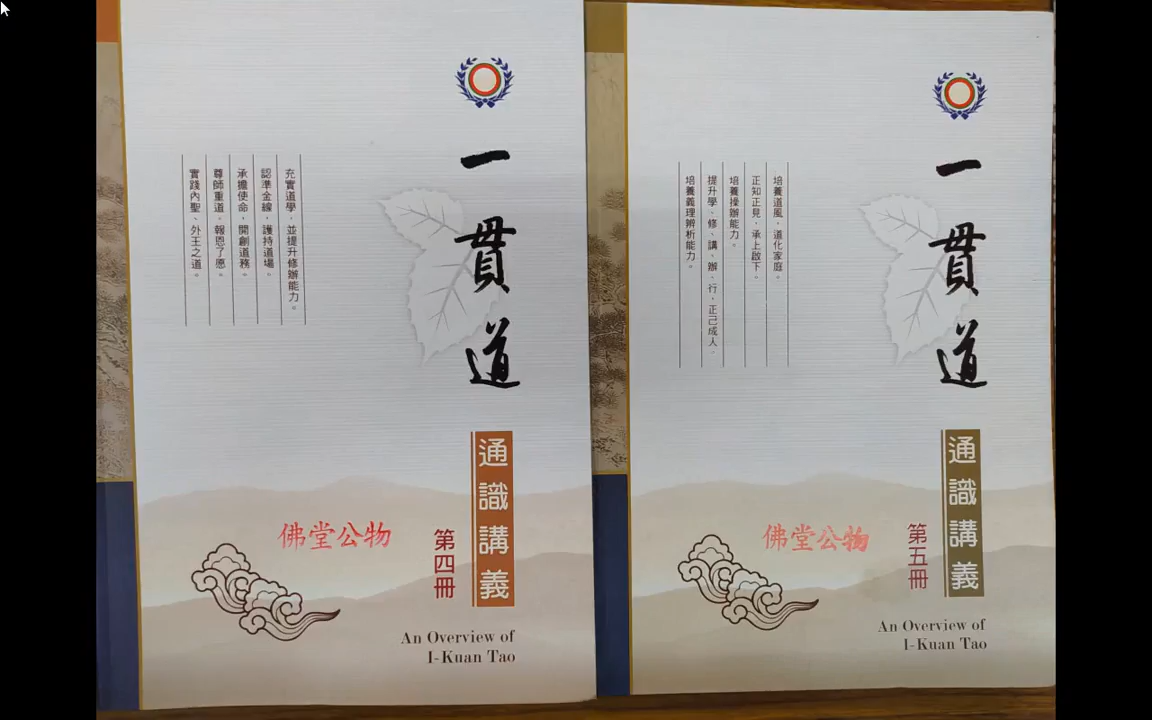 一貫道
通識講義
第四冊
充實道學，並提升修辦能力。
認準金線，護持道場。
承擔使命，開創道務。
尊師重道，報恩了愿。
實踐內聖、外王之道。
佛堂公物
An Overview of
I-Kuan Tao
一貫道
通識講義
第五冊
培養道風，道化家庭。
正知正見，承上啟下。
培養操辦能力。
提升學、修、講、辦、行，正己成人。
培養義理辨析能力。
佛堂公物
An Overview of
I-Kuan Tao